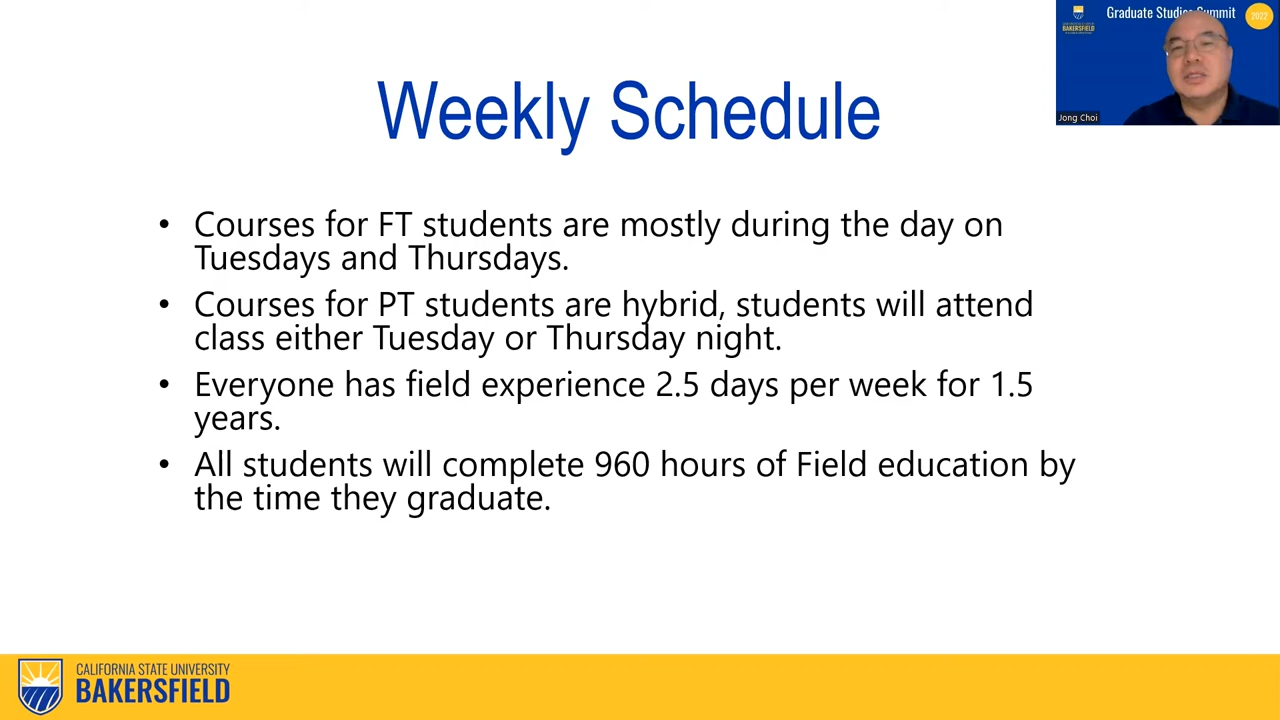 Graduate Studies Summit
2022
BAKERSFIELD
Jong Choi
Weekly Schedule
• Courses for FT students are mostly during the day on
Tuesdays and Thursdays.
• Courses for PT students are hybrid, students will attend
class either Tuesday or Thursday night.
• Everyone has field experience 2.5 days per week for 1.5
years.
• All students will complete 960 hours of Field education by
the time they graduate.
CALIFORNIA STATE UNIVERSITY
BAKERSFIELD